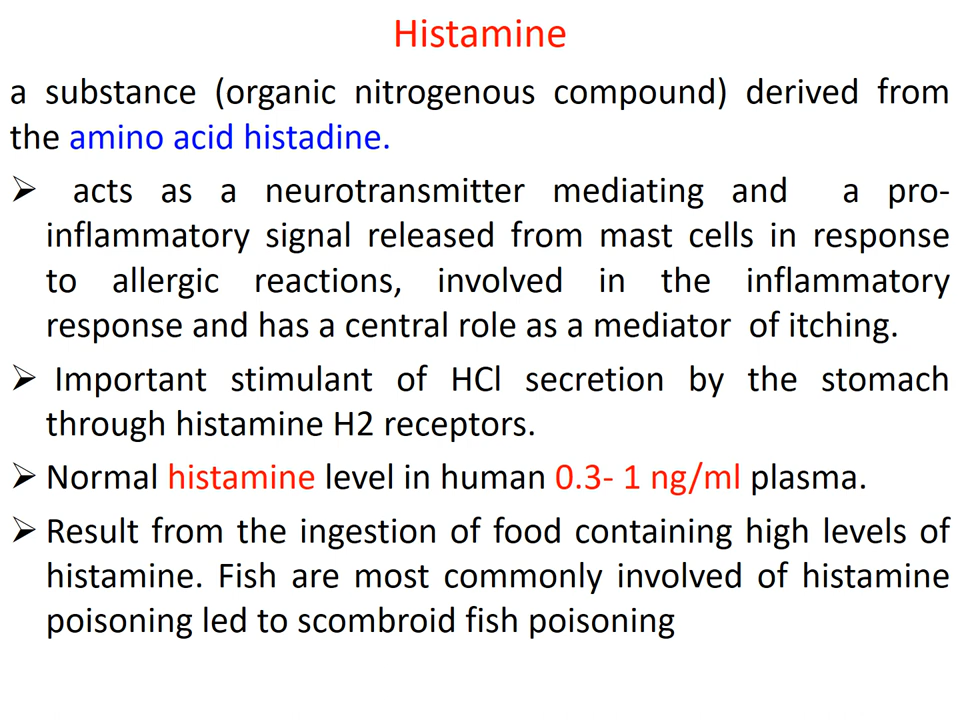 Histamine
a substance (organic nitrogenous compound) derived from
the amino acid histadine.
➢ acts as a neurotransmitter mediating and a pro-
inflammatory signal released from mast cells in response
to allergic reactions, involved in the inflammatory
response and has a central role as a mediator of itching.
➢ Important stimulant of HCl secretion by the stomach
through histamine H2 receptors.
➢ Normal histamine level in human 0.3- 1 ng/ml plasma.
➢ Result from the ingestion of food containing high levels of
histamine. Fish are most commonly involved of histamine
poisoning led to scombroid fish poisoning